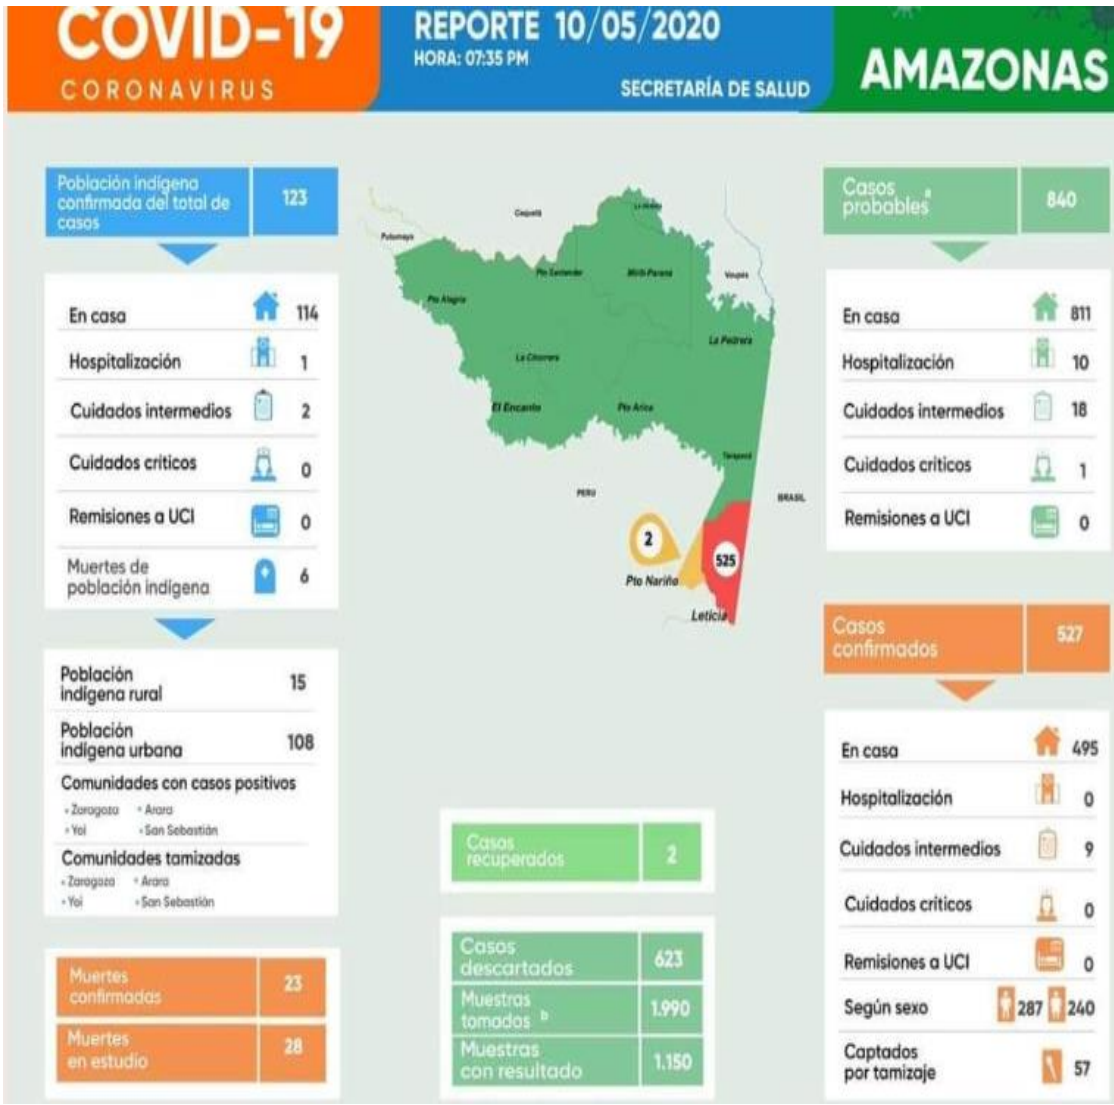 COVID-19
CORONAVIRUS
REPORTE 10/05/2020
HORA: 07:35 PM
SECRETARÍA DE SALUD
AMAZONAS
Población indígena
confirmada del total de
casos
123
En casa 114
Hospitalización 1
Cuidados intermedios 2
Cuidados críticos 0
Remisiones a UCI 0
Muertes de
población indígena 6
Población
indígena rural 15
Población
indígena urbana 108
Comunidades con casos positivos
• Zaragoza • Arara
• Yoi • San Sebastián
Comunidades tamizadas
• Zaragoza • Arara
• Yoi • San Sebastián
Muertes
confirmadas 23
Muertes
en estudio 28
Caquetá
Putumayo
Pto Santander
Mirití-Paraná
Vaupés
Pto Alegría
La Pedrera
La Chorrera
El Encanto
Pto Arica
Tarapacá
PERU
BRASIL
2
525
Pto Nariño
Leticia
Casos
recuperados 2
Casos
descartados 623
Muestras
tomadas b 1.990
Muestras
con resultado 1.150
Casos
probables a 840
En casa 811
Hospitalización 10
Cuidados intermedios 18
Cuidados críticos 1
Remisiones a UCI 0
Casos
confirmados 527
En casa 495
Hospitalización 0
Cuidados intermedios 9
Cuidados críticos 0
Remisiones a UCI 0
Según sexo 287 240
Captados
por tamizaje 57